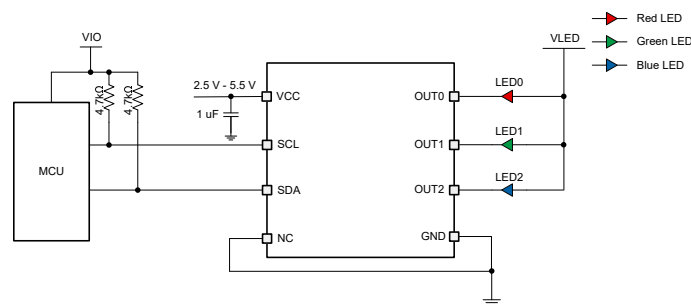 Red LED
Green LED
Blue LED
VIO
VLED
4.7kΩ
4.7kΩ
2.5 V - 5.5 V
1 uF
MCU
VCC
SCL
SDA
NC
OUT0
OUT1
OUT2
GND
LED0
LED1
LED2